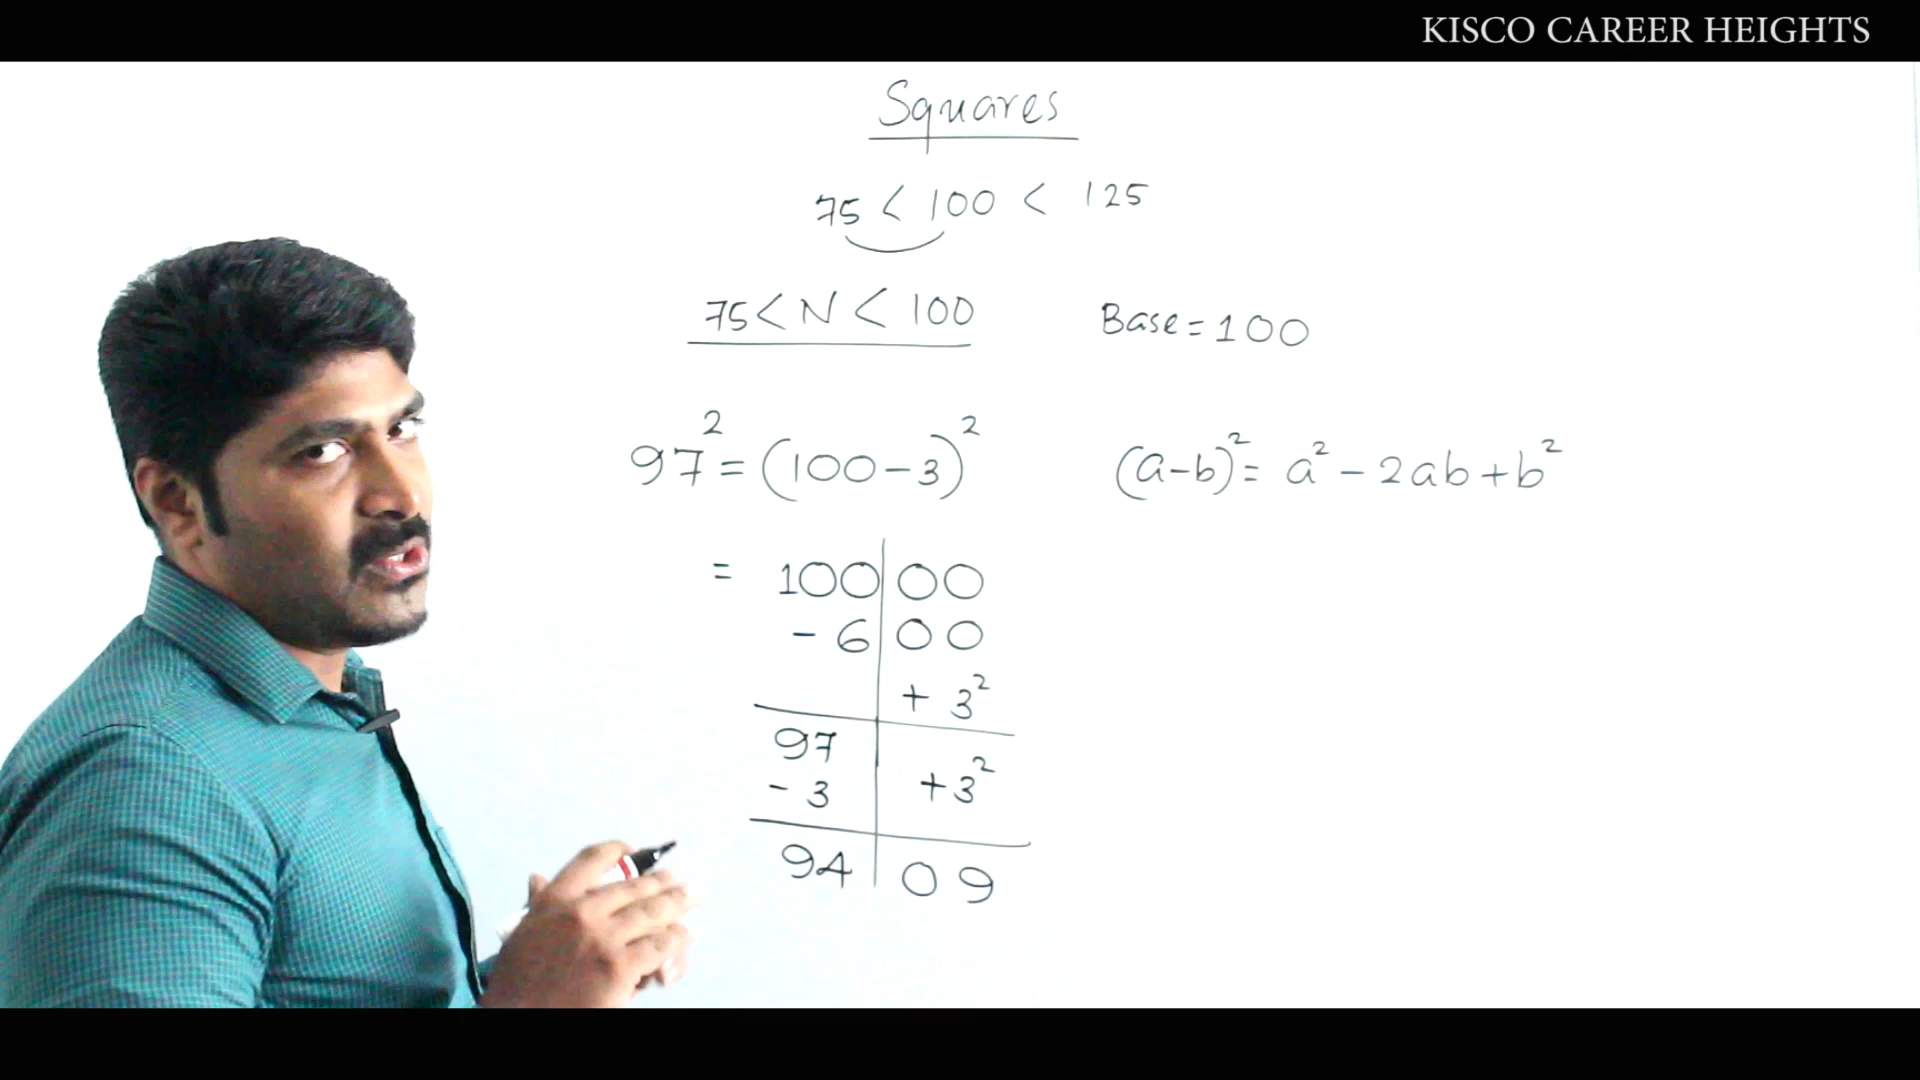 KISCO CAREER HEIGHTS
Squares
75 < 100 < 125
75 < N < 100 Base = 100
97² = (100 - 3)² (a-b)² = a² - 2ab + b²
= 100 | 00
- 6 | 00
+ 3²
97
- 3 | + 3²
94 | 09